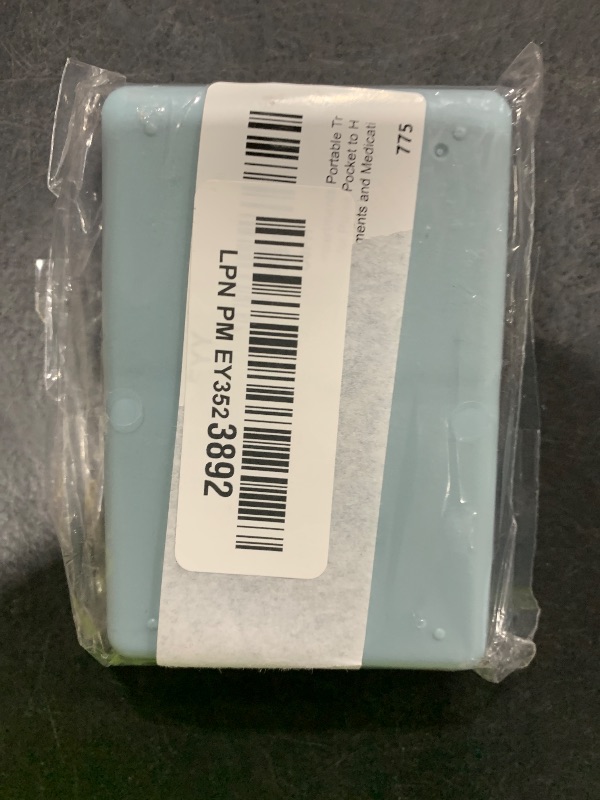 Portable Tr
Pocket to H
ments and Medicati
775
LPN PM EY3523892